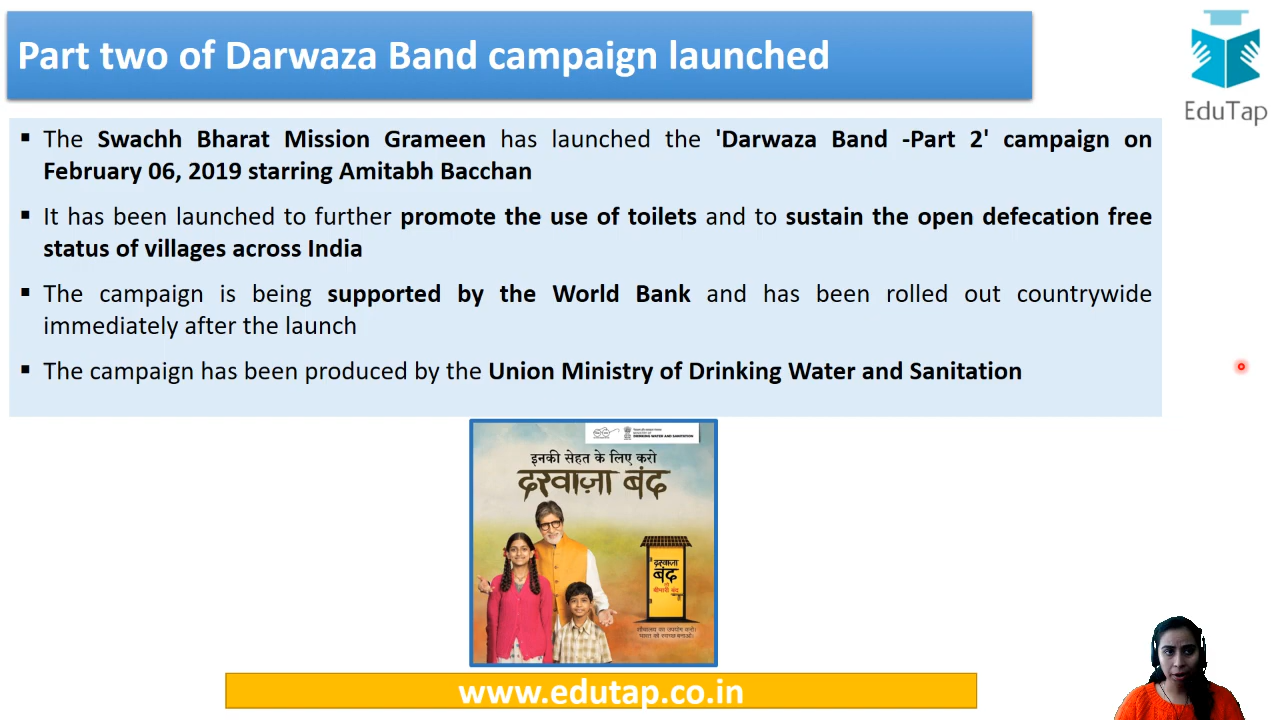 Part two of Darwaza Band campaign launched
EduTap
▪ The Swachh Bharat Mission Grameen has launched the 'Darwaza Band -Part 2' campaign on
February 06, 2019 starring Amitabh Bacchan
▪ It has been launched to further promote the use of toilets and to sustain the open defecation free
status of villages across India
▪ The campaign is being supported by the World Bank and has been rolled out countrywide
immediately after the launch
▪ The campaign has been produced by the Union Ministry of Drinking Water and Sanitation
DRINKING WATER AND SANITATION
इनकी सेहत के लिए करो
दरवाज़ा बंद
दरवाज़ा
बंद
बीमारी बंद
www.edutap.co.in